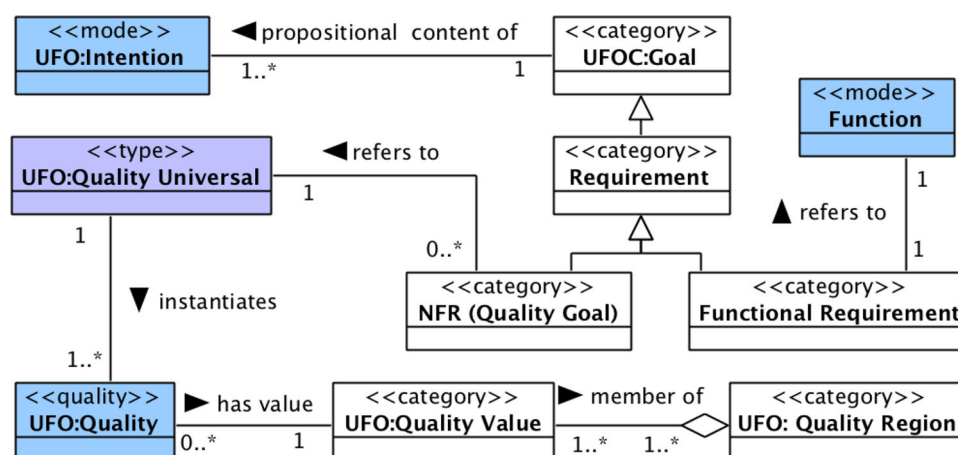 <<mode>>
UFO:Intention
◀ propositional content of
1..*
1
<<category>>
UFOC:Goal
<<mode>>
Function
<<type>>
UFO:Quality Universal
◀ refers to
1
<<category>>
Requirement
1
▲ refers to
1
1
0..*
<<category>>
NFR (Quality Goal)
<<category>>
Functional Requirement
▼ instantiates
1..*
<<quality>>
UFO:Quality
▶ has value
0..*
1
<<category>>
UFO:Quality Value
▶ member of
1..*
1..*
<<category>>
UFO: Quality Region